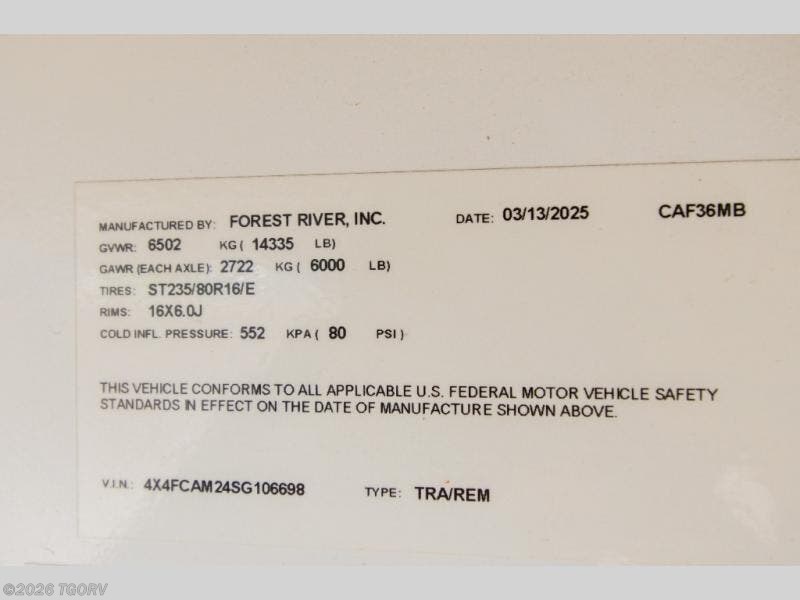 MANUFACTURED BY: FOREST RIVER, INC. DATE: 03/13/2025 CAF36MB
GVWR: 6502 KG ( 14335 LB)
GAWR (EACH AXLE): 2722 KG ( 6000 LB)
TIRES: ST235/80R16/E
RIMS: 16X6.0J
COLD INFL. PRESSURE: 552 KPA ( 80 PSI )
THIS VEHICLE CONFORMS TO ALL APPLICABLE U.S. FEDERAL MOTOR VEHICLE SAFETY
STANDARDS IN EFFECT ON THE DATE OF MANUFACTURE SHOWN ABOVE.
V.I.N.: 4X4FCAM24SG106698 TYPE: TRA/REM
©2026 TGORV